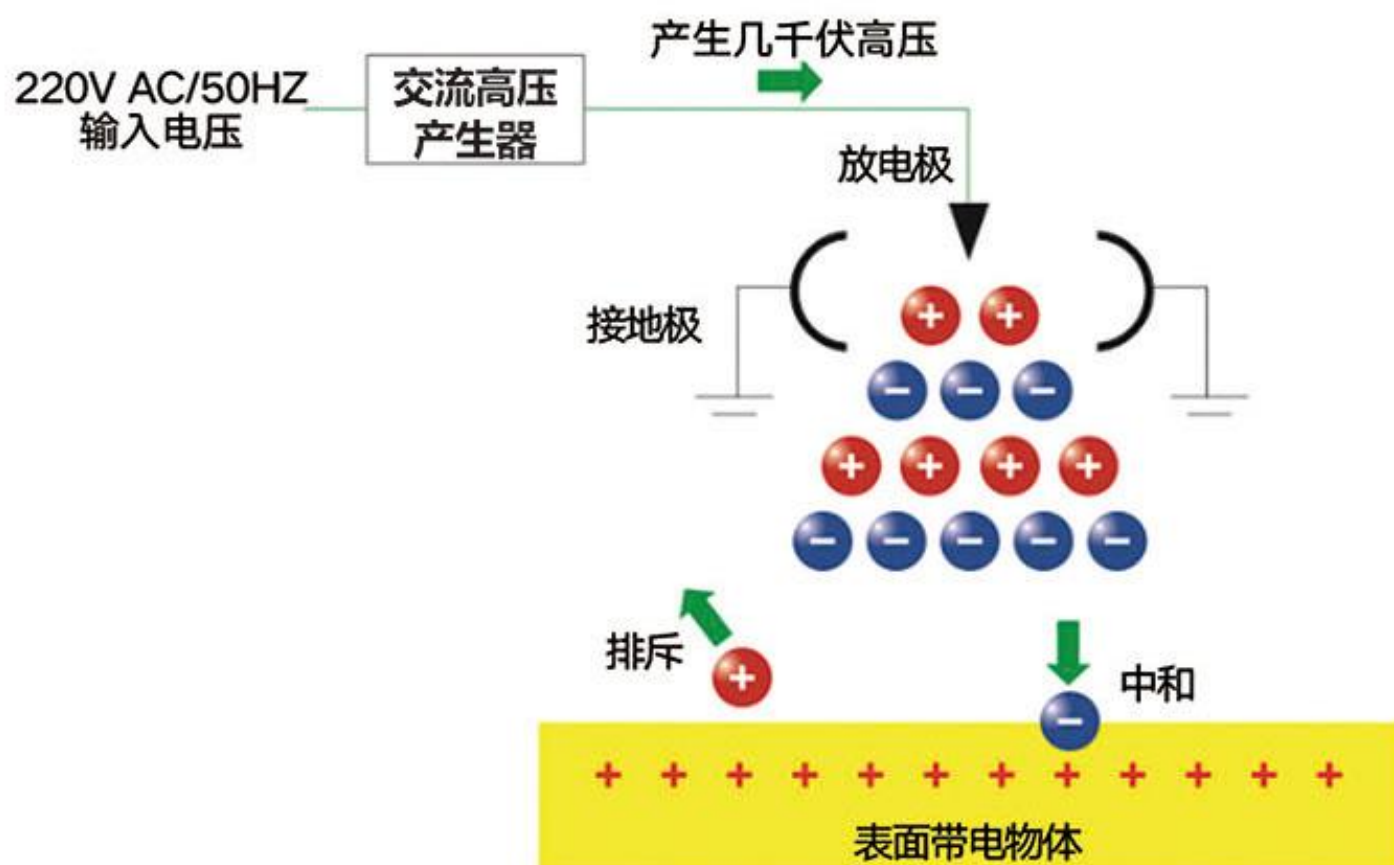 产生几千伏高压
220V AC/50HZ
输入电压
交流高压
产生器
放电极
接地极
+ +
− − −
+ + + +
− − − − −
排斥
+
中和
−
+ + + + + + + + + + + +
表面带电物体